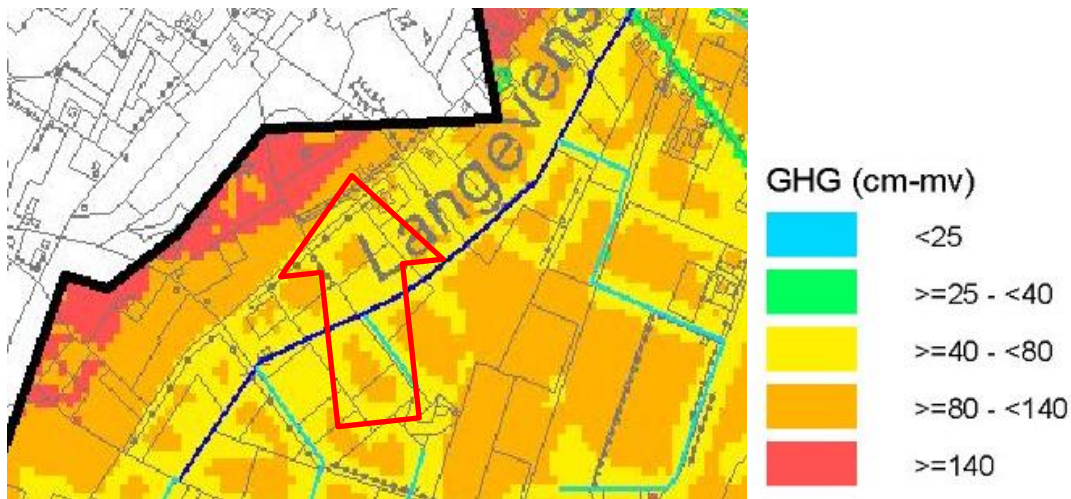 Langevens
GHG (cm-mv)
<25
>=25 - <40
>=40 - <80
>=80 - <140
>=140